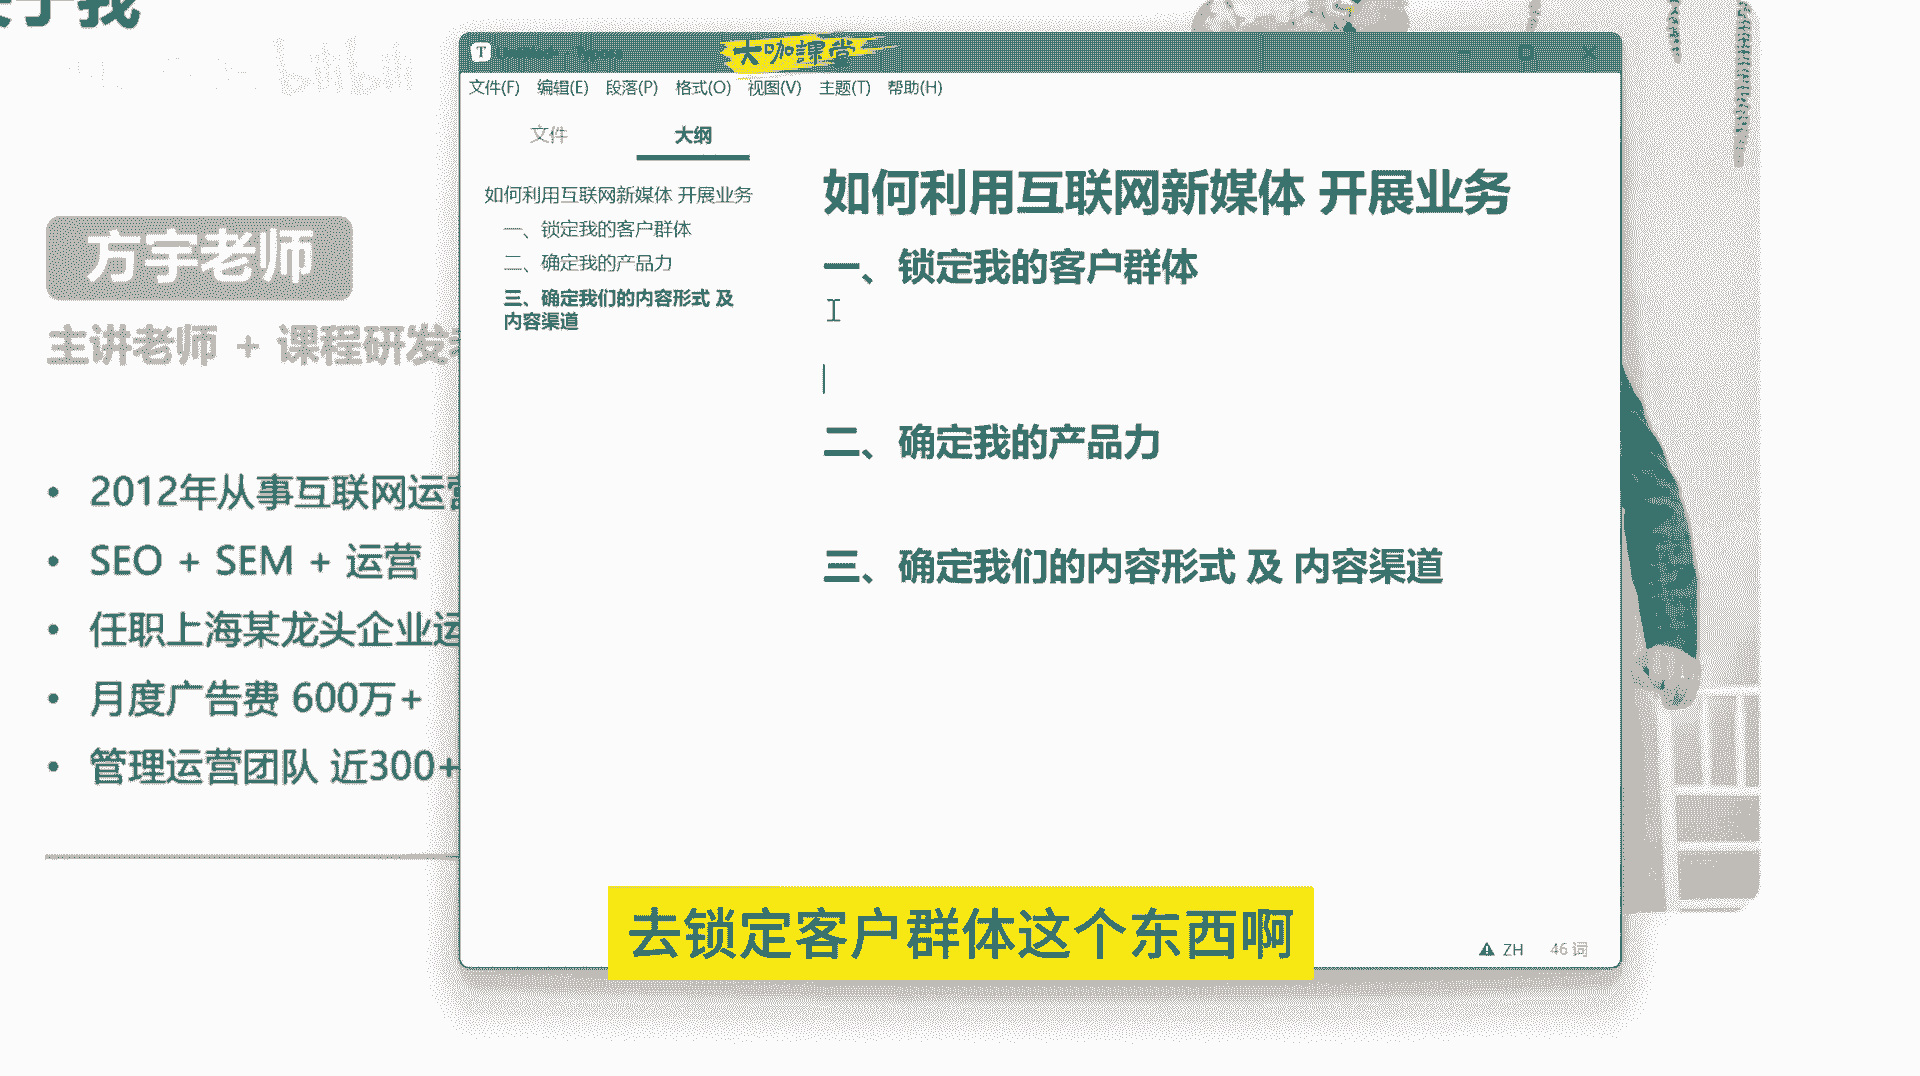 于我
bilibili
方宇老师
主讲老师 + 课程研发
• 2012年从事互联网运营
• SEO + SEM + 运营
• 任职上海某龙头企业运
• 月度广告费 600万+
• 管理运营团队 近300+
大咖課堂
文件(F) 编辑(E) 段落(P) 格式(O) 视图(V) 主题(T) 帮助(H)
文件 大纲
如何利用互联网新媒体 开展业务
一、锁定我的客户群体
二、确定我的产品力
三、确定我们的内容形式 及
内容渠道
如何利用互联网新媒体 开展业务
一、锁定我的客户群体
二、确定我的产品力
三、确定我们的内容形式 及 内容渠道
ZH 46 词
去锁定客户群体这个东西啊